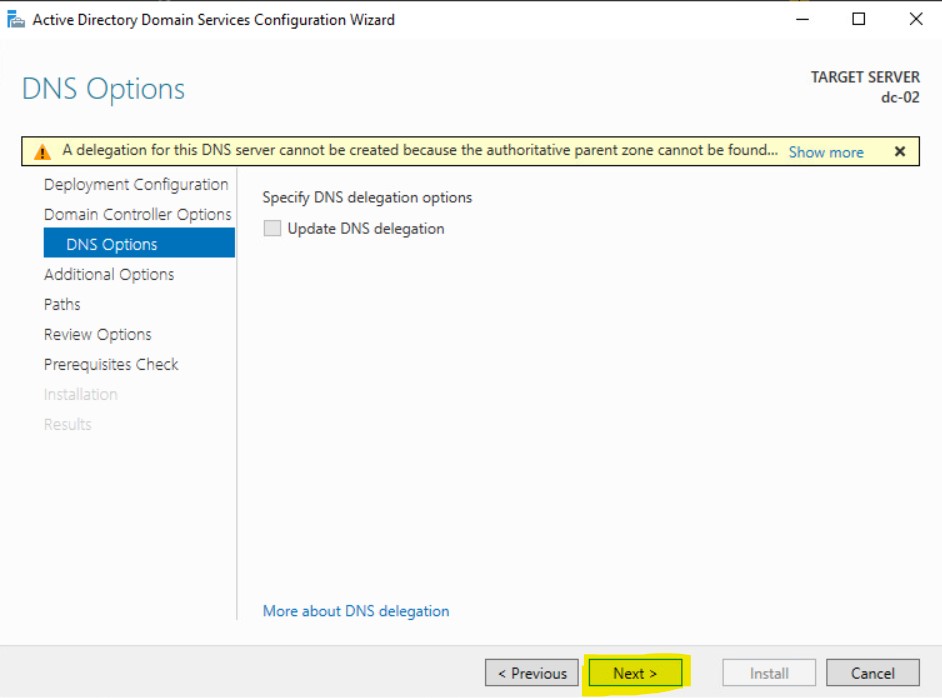 Active Directory Domain Services Configuration Wizard
DNS Options
TARGET SERVER
dc-02
A delegation for this DNS server cannot be created because the authoritative parent zone cannot be found... Show more
Deployment Configuration
Domain Controller Options
DNS Options
Additional Options
Paths
Review Options
Prerequisites Check
Installation
Results
Specify DNS delegation options
Update DNS delegation
More about DNS delegation
< Previous
Next >
Install
Cancel